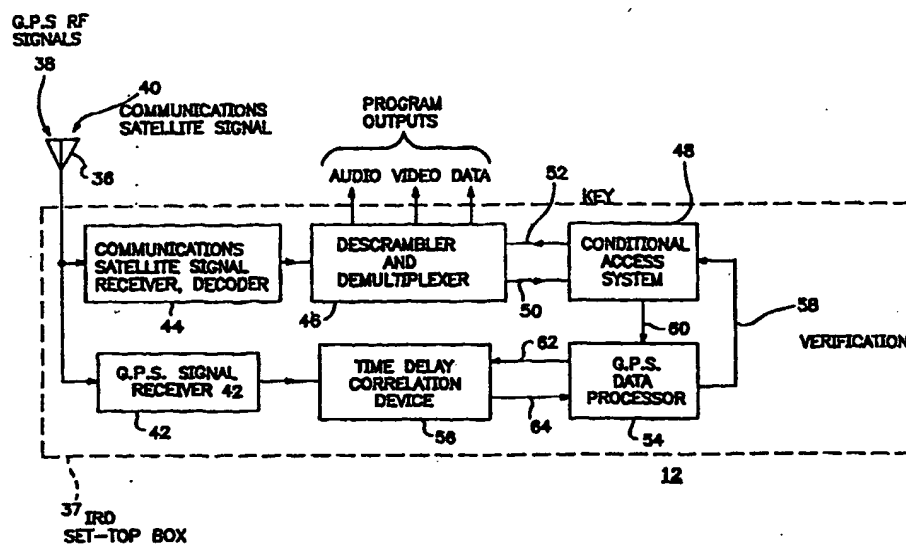 G.P.S RF
SIGNALS
38
40
COMMUNICATIONS
SATELLITE SIGNAL
36
PROGRAM
OUTPUTS
AUDIO VIDEO DATA
52
KEY
48
COMMUNICATIONS
SATELLITE SIGNAL
RECEIVER, DECODER
44
DESCRAMBLER
AND
DEMULTIPLEXER
46
50
CONDITIONAL
ACCESS
SYSTEM
60
58
VERIFICATION
G.P.S. SIGNAL
RECEIVER 42
42
TIME DELAY
CORRELATION
DEVICE
56
62
64
G.P.S.
DATA
PROCESSOR
54
12
37
IRD
SET-TOP BOX